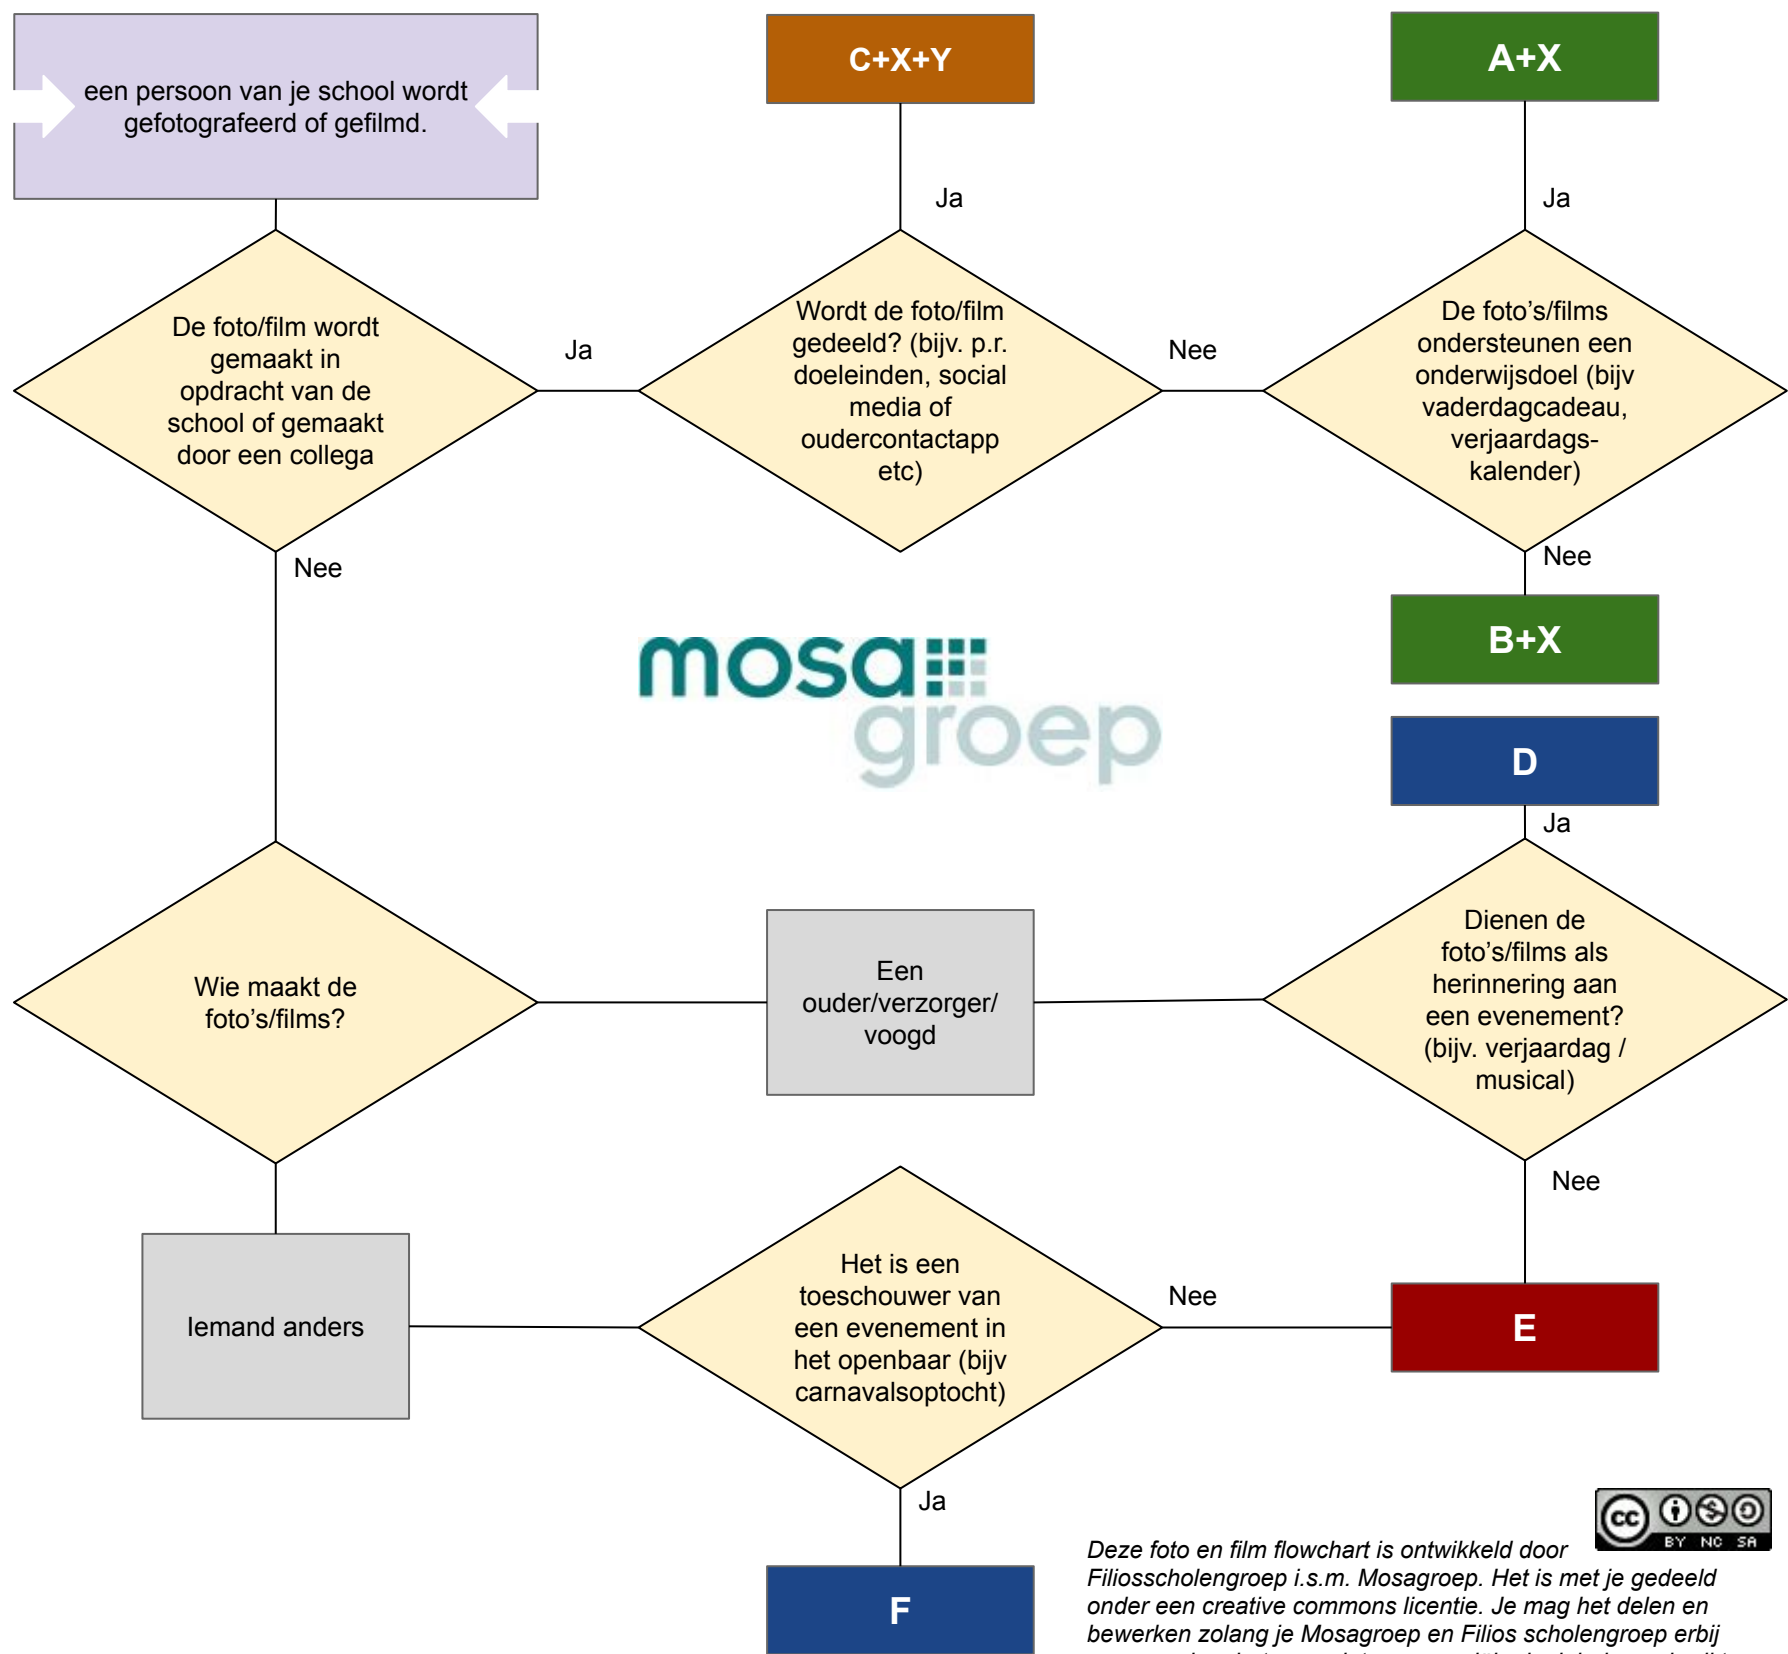 een persoon van je school wordt
gefotografeerd of gefilmd.
C+X+Y
A+X
Ja
Ja
De foto/film wordt
gemaakt in
opdracht van de
school of gemaakt
door een collega
Ja
Wordt de foto/film
gedeeld? (bijv. p.r.
doeleinden, social
media of
oudercontactapp
etc)
Nee
De foto's/films
ondersteunen een
onderwijsdoel (bijv
vaderdagcadeau,
verjaardags-
kalender)
Nee
Nee
B+X
mosa
groep
D
Ja
Wie maakt de
foto's/films?
Een
ouder/verzorger/
voogd
Dienen de
foto's/films als
herinnering aan
een evenement?
(bijv. verjaardag /
musical)
Nee
Iemand anders
Het is een
toeschouwer van
een evenement in
het openbaar (bijv
carnavalsoptocht)
Nee
E
Ja
F
cc
BY NC SA
Deze foto en film flowchart is ontwikkeld door
Filiosscholengroep i.s.m. Mosagroep. Het is met je gedeeld
onder een creative commons licentie. Je mag het delen en
bewerken zolang je Mosagroep en Filios scholengroep erbij